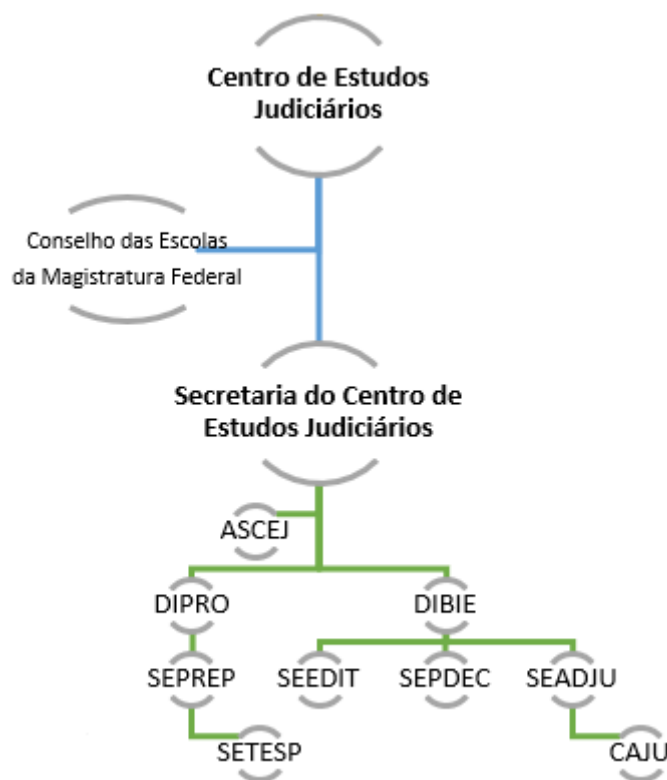 Centro de Estudos
Judiciários
Conselho das Escolas
da Magistratura Federal
Secretaria do Centro de
Estudos Judiciários
ASCEJ
DIPRO
DIBIE
SEPREP
SEEDIT
SEPDEC
SEADJU
SETESP
CAJU